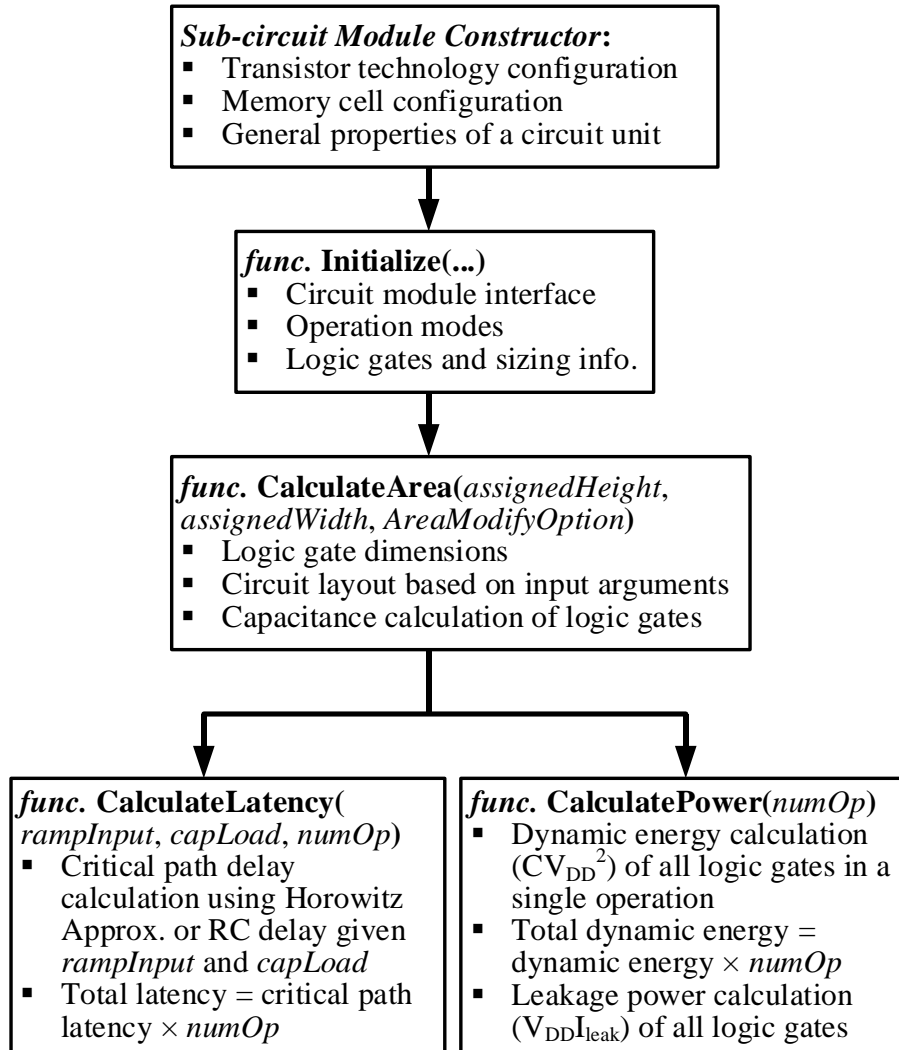 Sub-circuit Module Constructor:
▪ Transistor technology configuration
▪ Memory cell configuration
▪ General properties of a circuit unit
func. Initialize(...)
▪ Circuit module interface
▪ Operation modes
▪ Logic gates and sizing info.
func. CalculateArea(assignedHeight,
assignedWidth, AreaModifyOption)
▪ Logic gate dimensions
▪ Circuit layout based on input arguments
▪ Capacitance calculation of logic gates
func. CalculateLatency(
rampInput, capLoad, numOp)
▪ Critical path delay
calculation using Horowitz
Approx. or RC delay given
rampInput and capLoad
▪ Total latency = critical path
latency × numOp
func. CalculatePower(numOp)
▪ Dynamic energy calculation
(CV_DD²) of all logic gates in a
single operation
▪ Total dynamic energy =
dynamic energy × numOp
▪ Leakage power calculation
(V_DDI_leak) of all logic gates